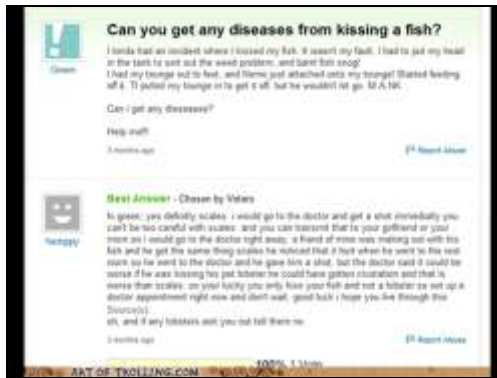 Can you get any diseases from kissing a fish?
I kinda had an incident where I kissed my fish. It wasn't my fault. I had to put my head
in the tank to sort out the weed problem, and bam! fish snog!
I had my tounge out to feel, and Nemo just attached onto my tounge! Started feeding
off it. I pulled my tounge in to get it off, but he wouldn't let go. M A NK
Green
Can I get any diseases?
Help me!!!
3 months ago
Report Abuse
Best Answer - Chosen by Voters
hi green, yes definitly scales. i would go to the doctor and get a shot immediatly you
can't be too careful with scales. and you can transmit that to your girlfriend or your
mom so i would go to the doctor right away. a friend of mine was making out with his
fish and he got the same thing scales he noticed that it hurt when he went to the rest
room so he went to the doctor and he gave him a shot, but the doctor said it could be
worse if he was kissing his pet lobster he could have gotten crustation and that is
worse than scales. so your lucky you only kiss your fish and not a lobster so set up a
doctor appointment right now and don't wait. good luck i hope you live through this
Source(s):
oh, and if any lobsters ask you out tell them no
3 months ago
Report Abuse
100% 1 Vote
ART OF TROLLING.COM